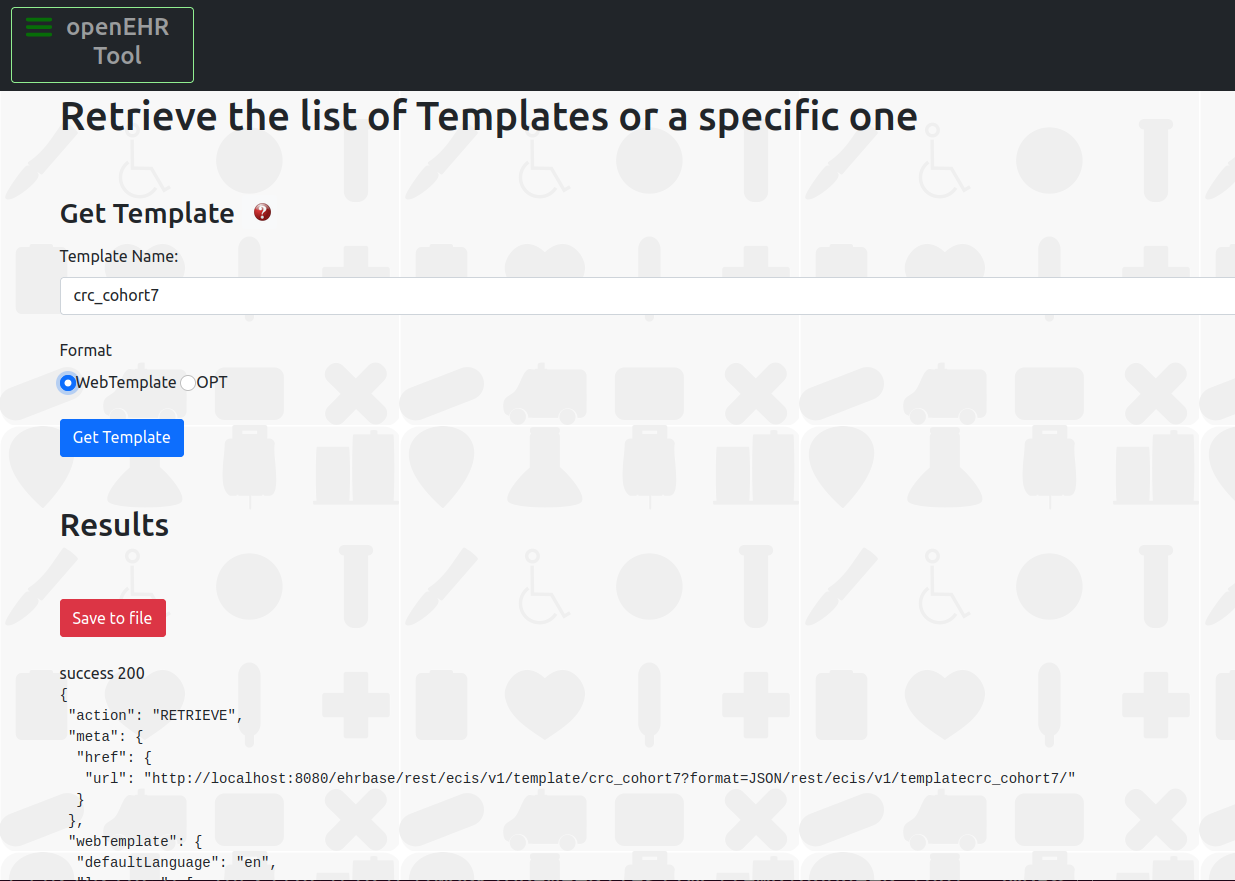 openEHR
Tool
Retrieve the list of Templates or a specific one
Get Template
Template Name:
crc_cohort7
Format
WebTemplate OPT
Get Template
Results
Save to file
success 200
{
"action": "RETRIEVE",
"meta": {
"href": {
"url": "http://localhost:8080/ehrbase/rest/ecis/v1/template/crc_cohort7?format=JSON/rest/ecis/v1/templatecrc_cohort7/"
}
},
"webTemplate": {
"defaultLanguage": "en",